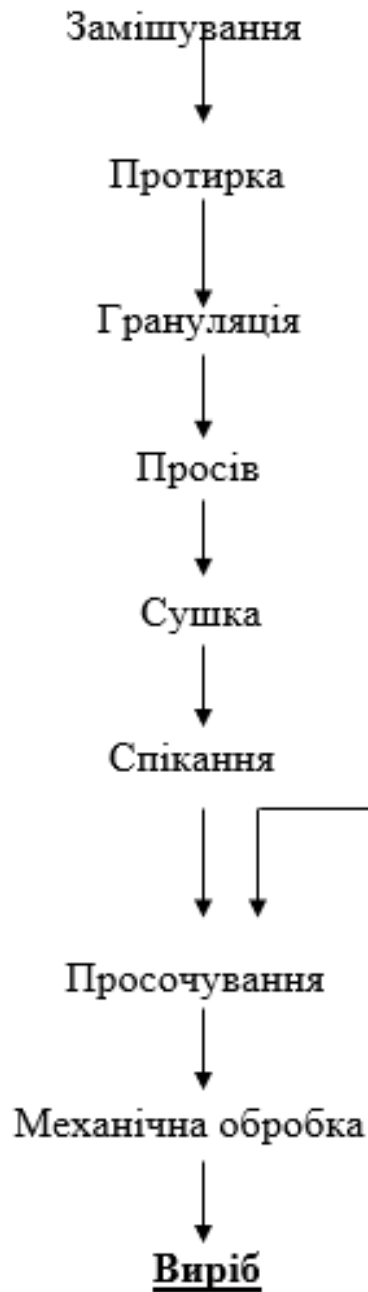 Замішування
Протирка
Грануляція
Просів
Сушка
Спікання
Просочування
Механічна обробка
Виріб